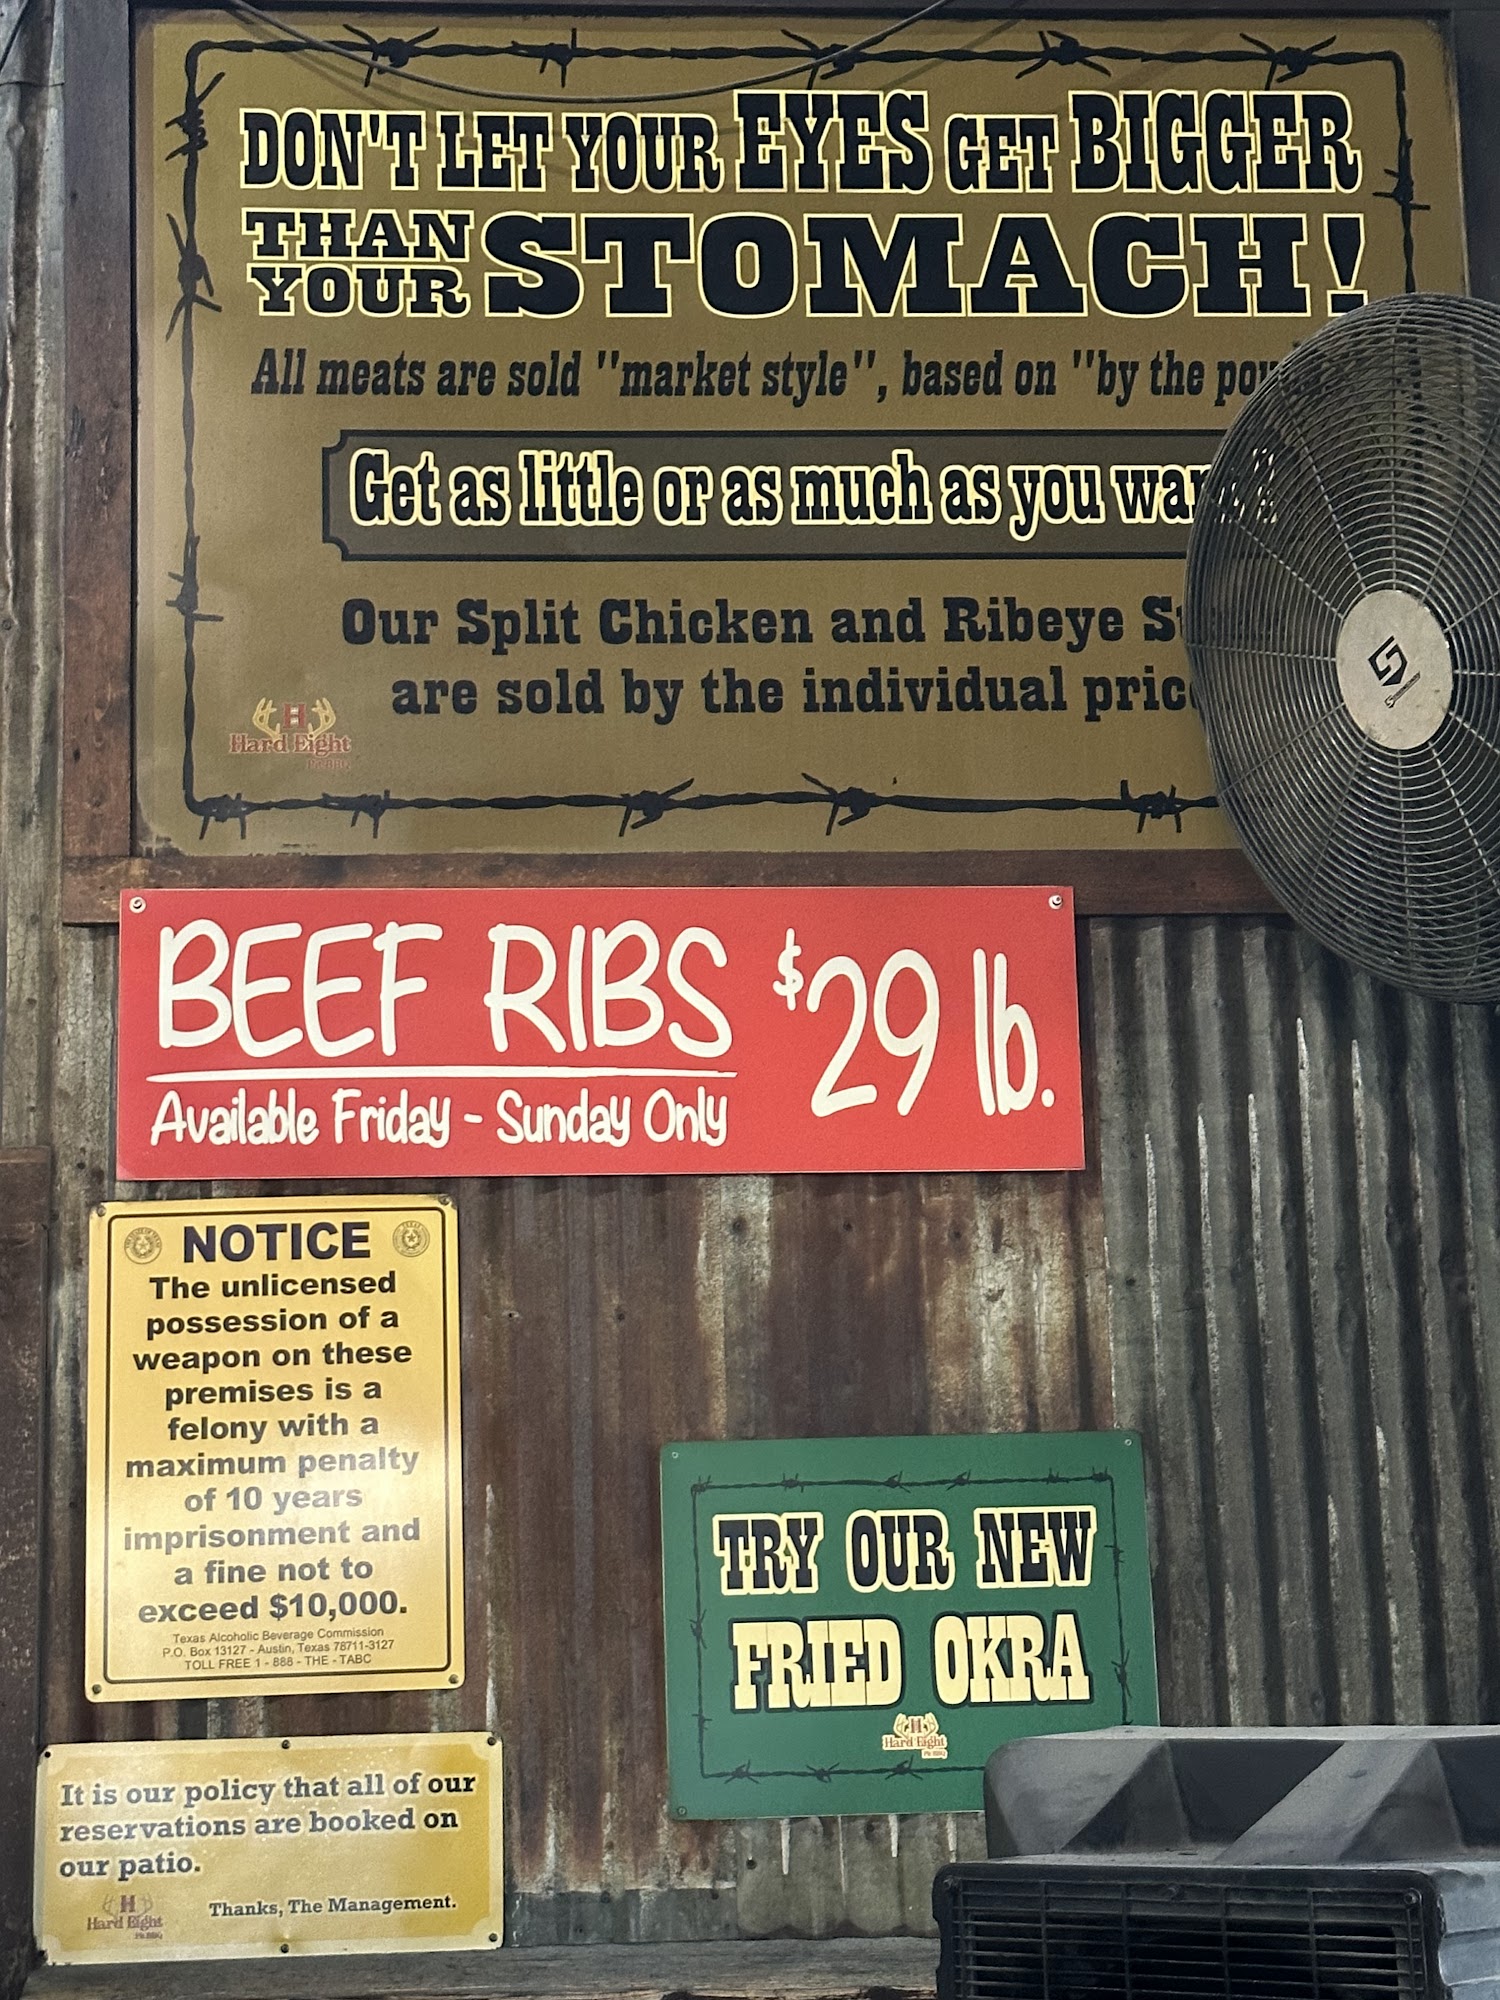 DON'T LET YOUR EYES GET BIGGER
THAN YOUR STOMACH!
All meats are sold "market style", based on "by the
Get as little or as much as you
Our Split Chicken and Ribeye
are sold by the individual
H
Hard Eight
Pit BBQ
BEEF RIBS $29 lb.
Available Friday - Sunday Only
NOTICE
The unlicensed
possession of a
weapon on these
premises is a
felony with a
maximum penalty
of 10 years
imprisonment and
a fine not to
exceed $10,000.
Texas Alcoholic Beverage Commission
P.O. Box 13127 - Austin, Texas 78711-3127
TOLL FREE 1 - 888 - THE - TABC
TRY OUR NEW
FRIED OKRA
H
Hard Eight
Pit BBQ
It is our policy that all of our
reservations are booked on
our patio.
Thanks, The Management.
H
Hard Eight
Pit BBQ